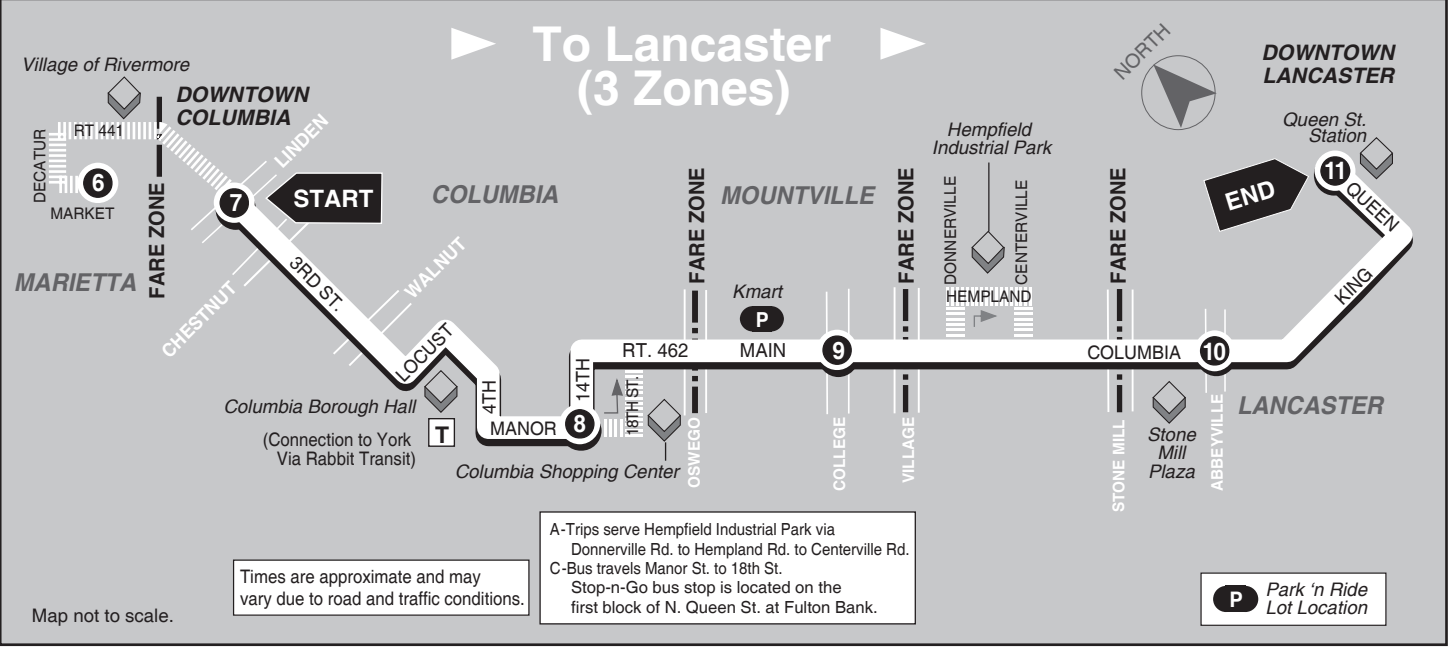 To Lancaster
(3 Zones)
NORTH
DOWNTOWN
LANCASTER
Queen St.
Station
11
END
QUEEN
KING
Village of Rivermore
DOWNTOWN
COLUMBIA
RT 441
DECATUR
6
MARKET
FARE ZONE
MARIETTA
7
START
LINDEN
CHESTNUT
3RD ST.
WALNUT
COLUMBIA
LOCUST
Columbia Borough Hall
(Connection to York
Via Rabbit Transit)
T
4TH
MANOR
8
14TH
18TH ST.
Columbia Shopping Center
RT. 462
FARE ZONE
OSWEGO
MOUNTVILLE
Kmart
P
MAIN
9
COLLEGE
FARE ZONE
VILLAGE
Hempfield
Industrial Park
DONNERVILLE
CENTERVILLE
HEMPLAND
FARE ZONE
STONE MILL
COLUMBIA
10
ABBEYVILLE
Stone
Mill
Plaza
LANCASTER
A-Trips serve Hempfield Industrial Park via
Donnerville Rd. to Hempland Rd. to Centerville Rd.
C-Bus travels Manor St. to 18th St.
Stop-n-Go bus stop is located on the
first block of N. Queen St. at Fulton Bank.
Times are approximate and may
vary due to road and traffic conditions.
Map not to scale.
P
Park 'n Ride
Lot Location